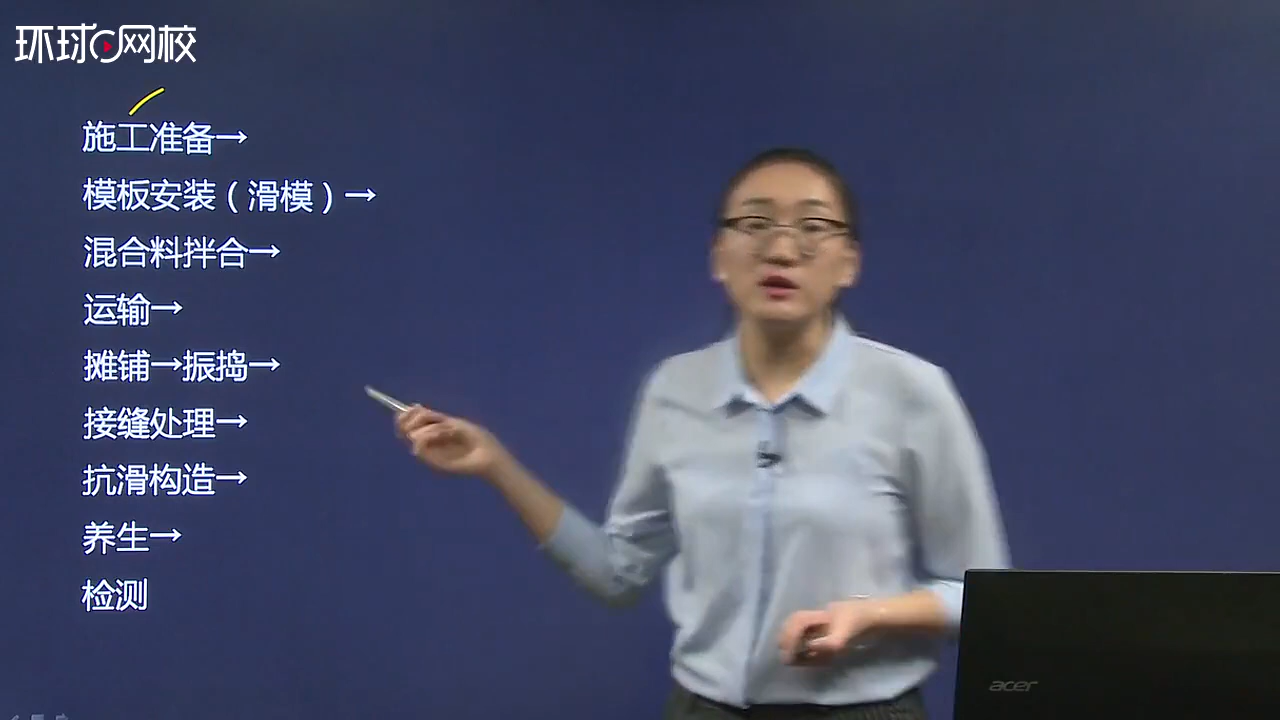 环球网校
施工准备→
模板安装（滑模）→
混合料拌合→
运输→
摊铺→振捣→
接缝处理→
抗滑构造→
养生→
检测
acer